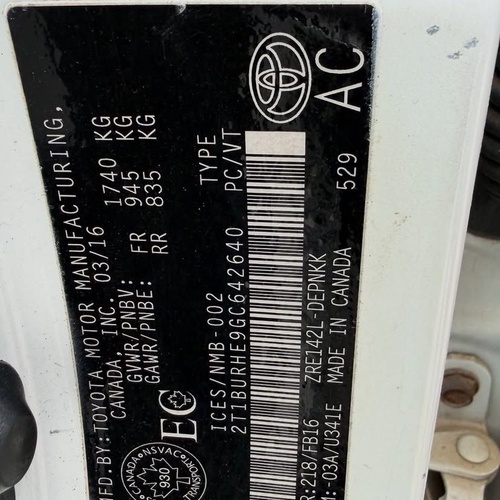 MFD BY:TOYOTA MOTOR MANUFACTURING,
CANADA, INC. 03/16
GVWR/PNBV: 1740 KG
GAWR/PNBE: FR 945 KG
RR 835 KG
CANADA NSVAC
930
TRANSPORT
EC
ICES/NMB-002 TYPE
2T1BURHE9GC642640 PC/VT
AC
:218/FB16 ZRE142L-DEPNKK 529
:-03A/U341E MADE IN CANADA